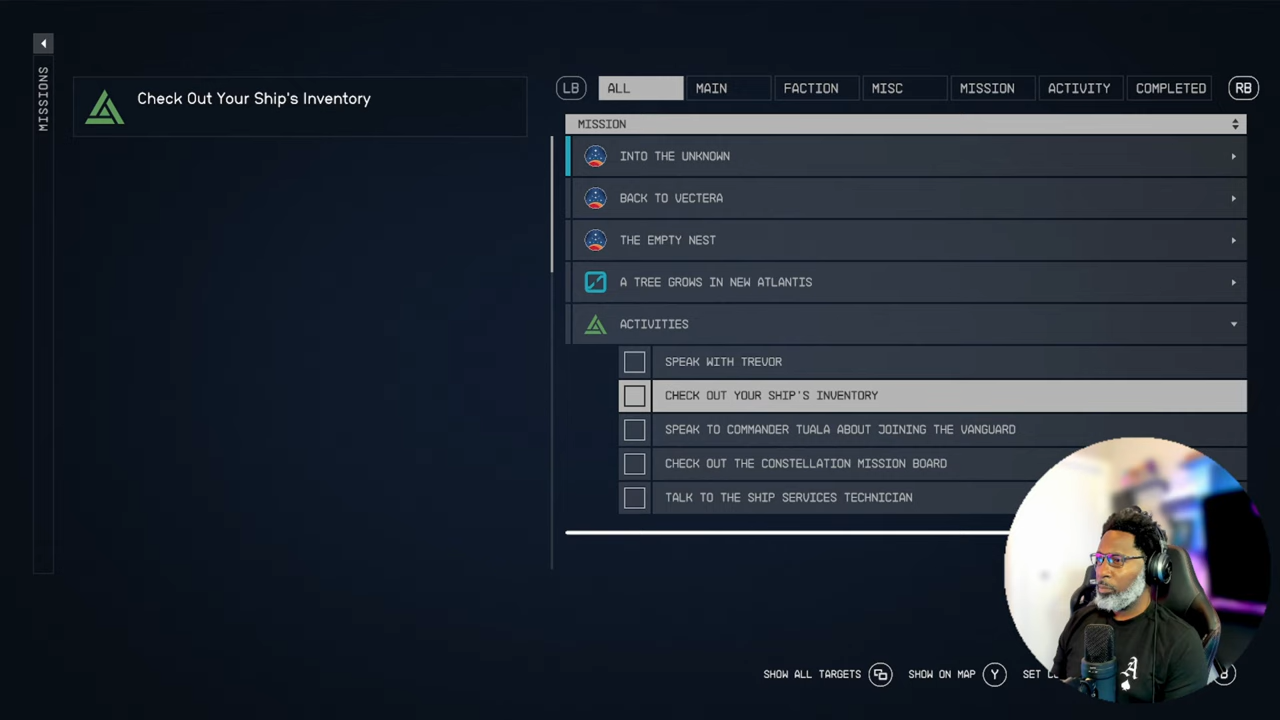 MISSIONS
Check Out Your Ship's Inventory
LB ALL MAIN FACTION MISC MISSION ACTIVITY COMPLETED RB
MISSION
INTO THE UNKNOWN
BACK TO VECTERA
THE EMPTY NEST
A TREE GROWS IN NEW ATLANTIS
ACTIVITIES
SPEAK WITH TREVOR
CHECK OUT YOUR SHIP'S INVENTORY
SPEAK TO COMMANDER TUALA ABOUT JOINING THE VANGUARD
CHECK OUT THE CONSTELLATION MISSION BOARD
TALK TO THE SHIP SERVICES TECHNICIAN
SHOW ALL TARGETS SHOW ON MAP Y SET B
A